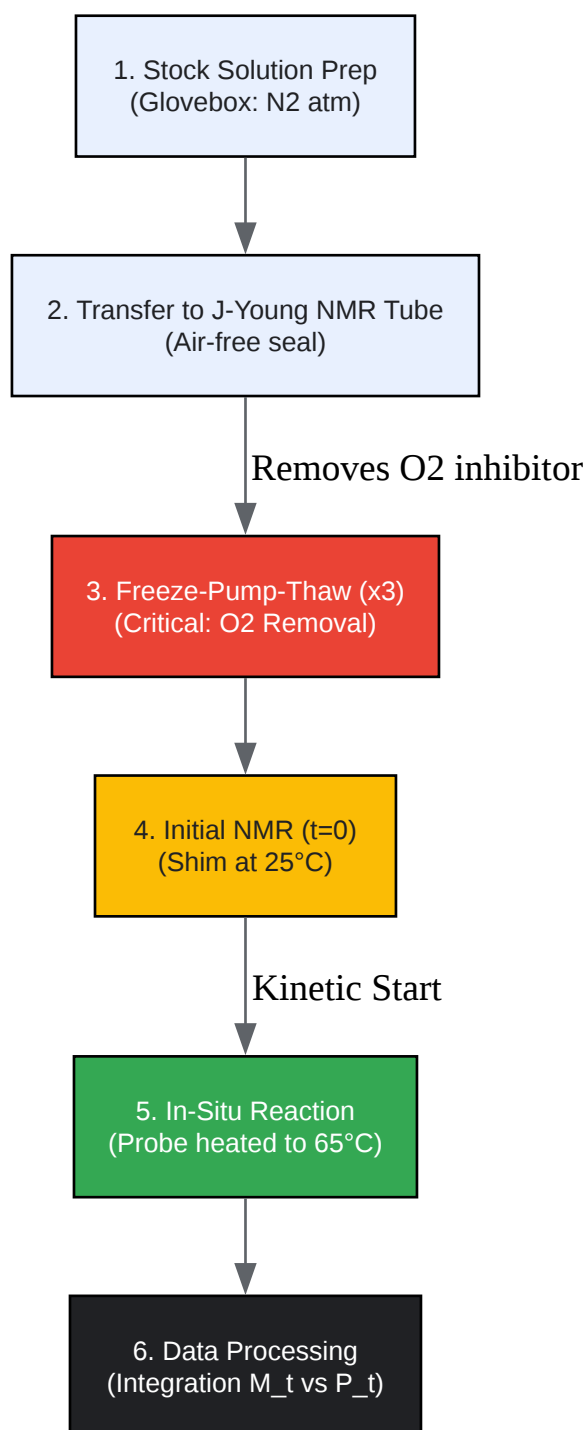 1. Stock Solution Prep
(Glovebox: N2 atm)
2. Transfer to J-Young NMR Tube
(Air-free seal)
Removes O2 inhibitor
3. Freeze-Pump-Thaw (x3)
(Critical: O2 Removal)
4. Initial NMR (t=0)
(Shim at 25°C)
Kinetic Start
5. In-Situ Reaction
(Probe heated to 65°C)
6. Data Processing
(Integration M_t vs P_t)